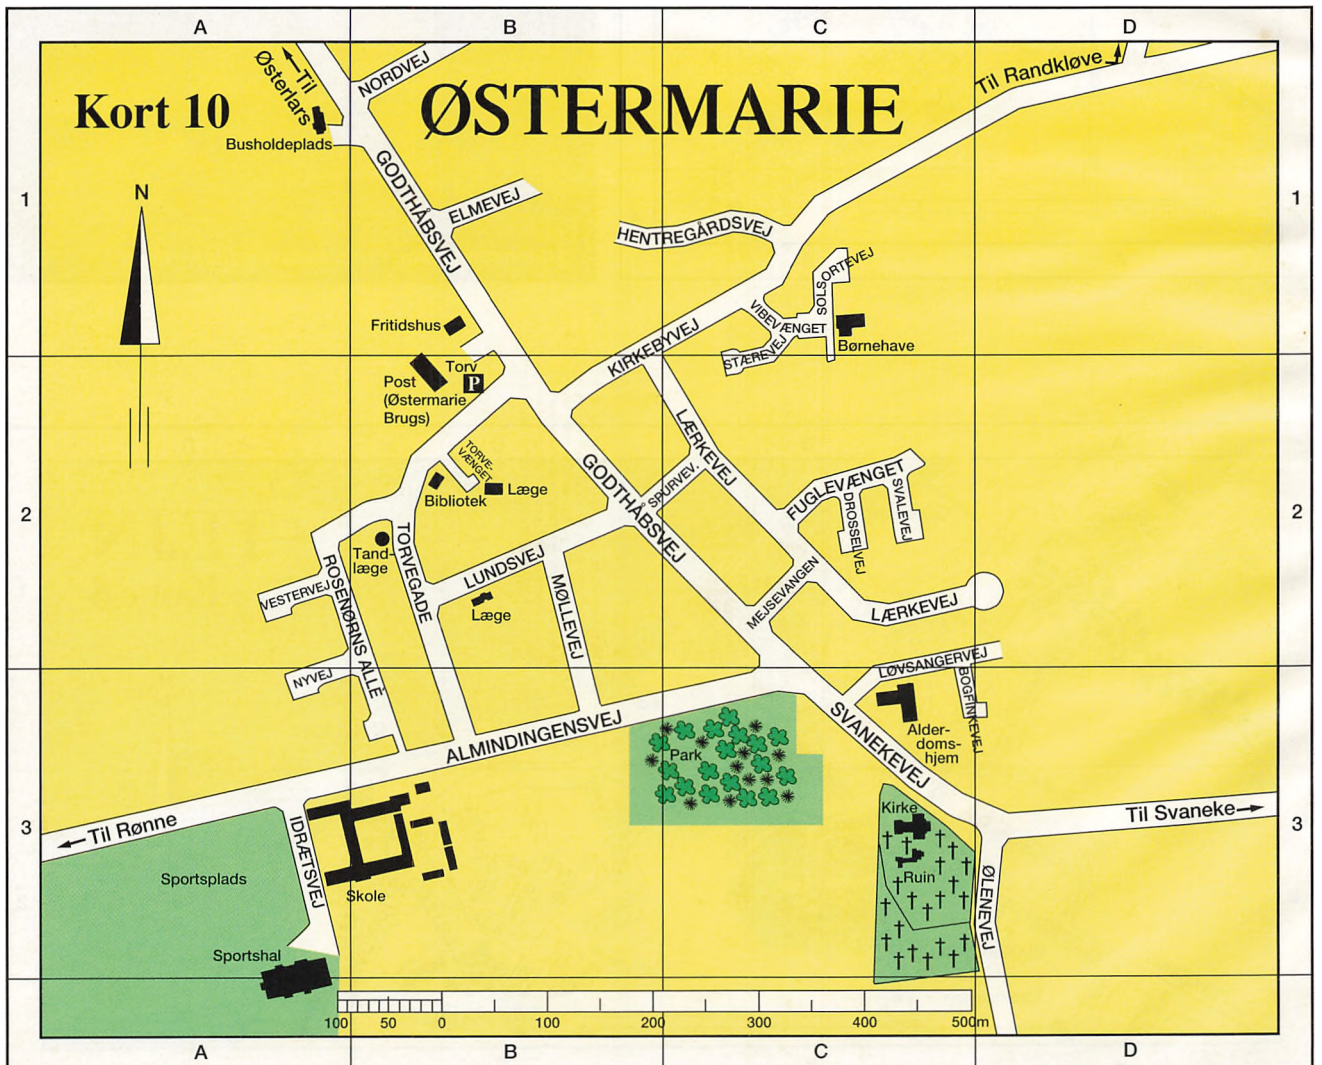 A B C D
Kort 10
ØSTERMARIE
Til
Østerlars
NORDVEJ
Til Randkløve
Busholdeplads
1
1
N
GODTHÅBSVEJ
ELMEVEJ
HENTREGÅRDSVEJ
SOLSORTEVEJ
VIBEVÆNGET
STÆREVEJ
Børnehave
Fritidshus
KIRKEBYVEJ
Torv
P
Post
(Østermarie
Brugs)
LÆRKEVEJ
TORVE-
VÆNGET
GODTHÅBSVEJ
SPURVEV.
FUGLEVÆNGET
DROSSELVEJ
SVALEVEJ
Bibliotek
Læge
2
2
Tand-
læge
TORVEGADE
LUNDSVEJ
MØLLEVEJ
Læge
ROSENØRNS ALLÉ
VESTERVEJ
NYVEJ
MEJSEVANGEN
LÆRKEVEJ
LØVSANGERVEJ
BOGFINKEVEJ
Alder-
doms-
hjem
ALMINDINGENSVEJ
SVANEKEVEJ
Park
Til Rønne
Til Svaneke
3
3
IDRÆTSVEJ
Kirke
Ruin
ØLENEVEJ
Sportsplads
Skole
Sportshal
100 50 0 100 200 300 400 500m
A B C D